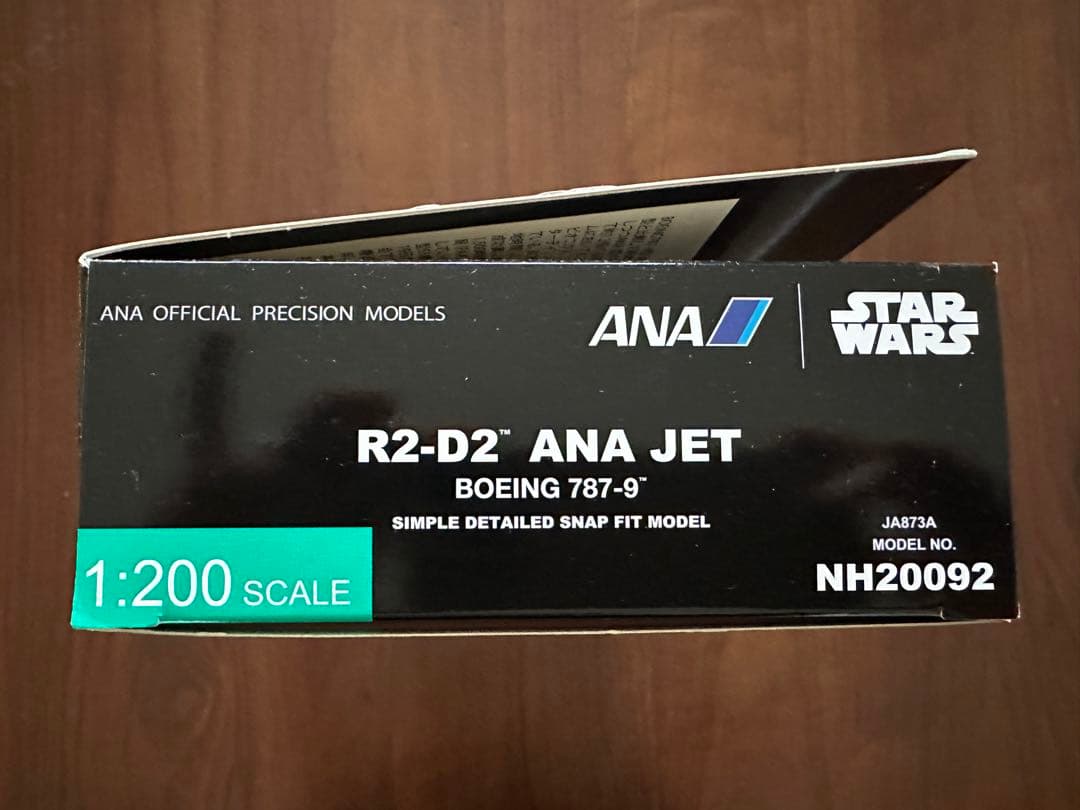 ANA OFFICIAL PRECISION MODELS
ANA
STAR
WARS
R2-D2™ ANA JET
BOEING 787-9™
SIMPLE DETAILED SNAP FIT MODEL
JA873A
MODEL NO.
NH20092
1:200 SCALE